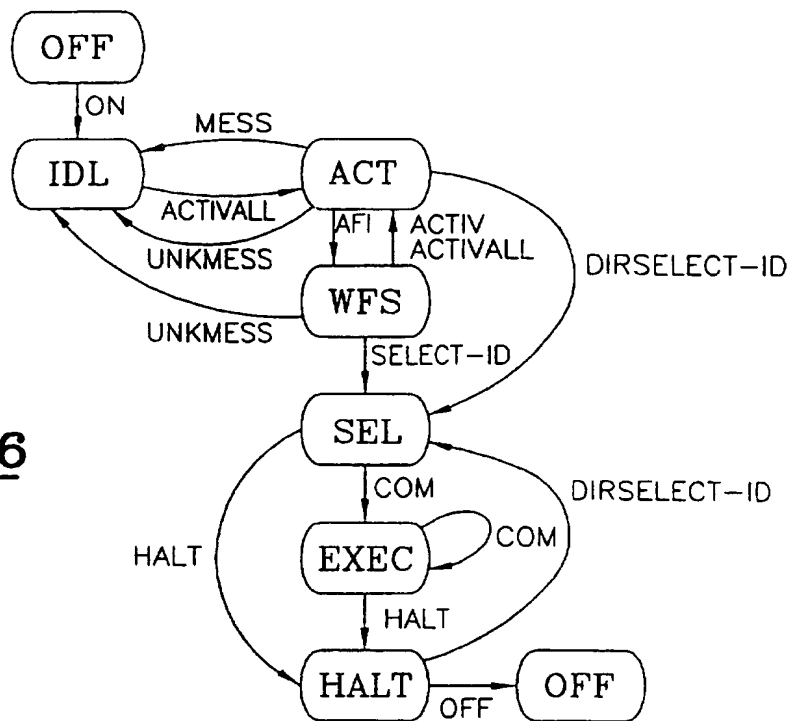 OFF
ON
MESS
IDL
ACT
ACTIVALL
AFI
ACTIV
ACTIVALL
UNKMESS
DIRSELECT-ID
WFS
UNKMESS
SELECT-ID
6
SEL
COM
DIRSELECT-ID
HALT
EXEC
COM
HALT
HALT
OFF
OFF